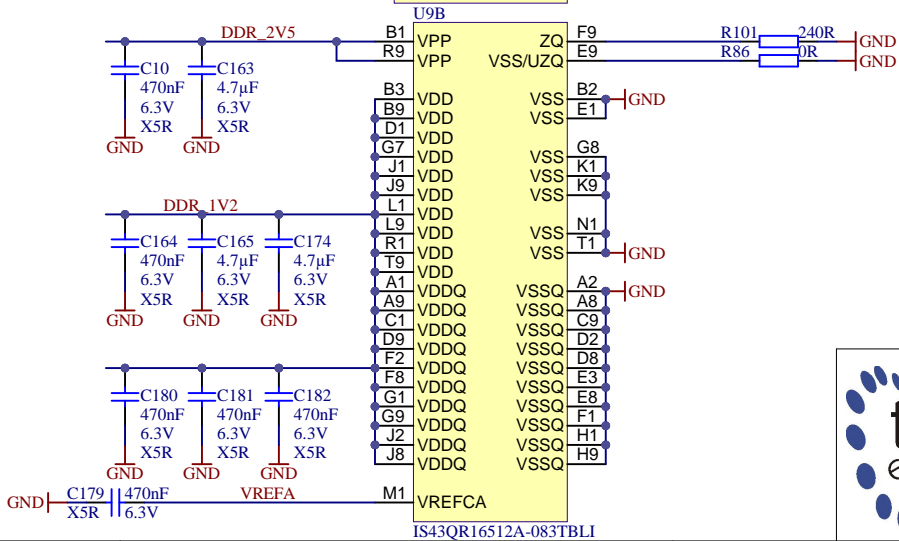 U9B
DDR_2V5
B1 VPP
R9 VPP
ZQ F9
VSS/UZQ E9
R101 240R GND
R86 0R GND
C10
470nF
6.3V
X5R
GND
C163
4.7µF
6.3V
X5R
GND
B3 VDD
B9 VDD
D1 VDD
G7 VDD
J1 VDD
J9 VDD
L1 VDD
L9 VDD
R1 VDD
T9 VDD
A1 VDDQ
A9 VDDQ
C1 VDDQ
D9 VDDQ
F2 VDDQ
F8 VDDQ
G1 VDDQ
G9 VDDQ
J2 VDDQ
J8 VDDQ
VSS B2 GND
VSS E1
VSS G8
VSS K1
VSS K9
VSS N1
VSS T1 GND
VSSQ A2 GND
VSSQ A8
VSSQ C9
VSSQ D2
VSSQ D8
VSSQ E3
VSSQ E8
VSSQ F1
VSSQ H1
VSSQ H9
DDR_1V2
C164
470nF
6.3V
X5R
GND
C165
4.7µF
6.3V
X5R
GND
C174
4.7µF
6.3V
X5R
GND
C180
470nF
6.3V
X5R
GND
C181
470nF
6.3V
X5R
GND
C182
470nF
6.3V
X5R
GND
GND C179 470nF VREFA M1 VREFCA
X5R 6.3V
IS43QR16512A-083TBLI